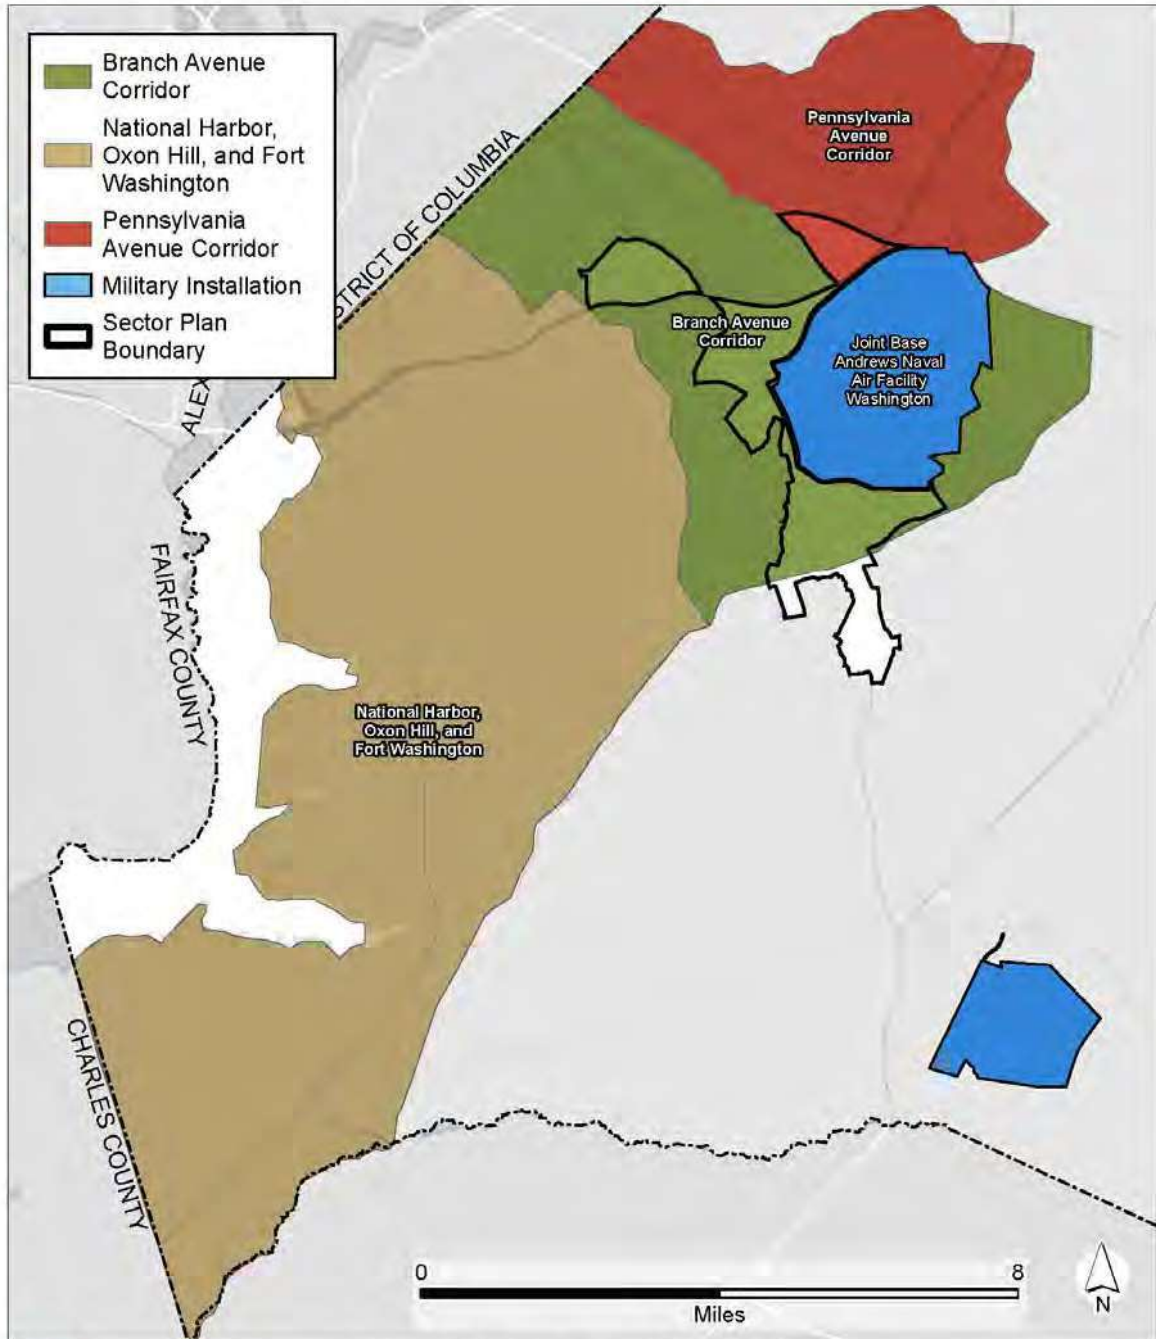 Branch Avenue
Corridor
National Harbor,
Oxon Hill, and Fort
Washington
Pennsylvania
Avenue Corridor
Military Installation
Sector Plan
Boundary
STRICT OF COLUMBIA
ALEX
FAIRFAX COUNTY
CHARLES COUNTY
Pennsylvania
Avenue
Corridor
Branch Avenue
Corridor
Joint Base
Andrews Naval
Air Facility
Washington
National Harbor,
Oxon Hill, and
Fort Washington
0 8
Miles
N